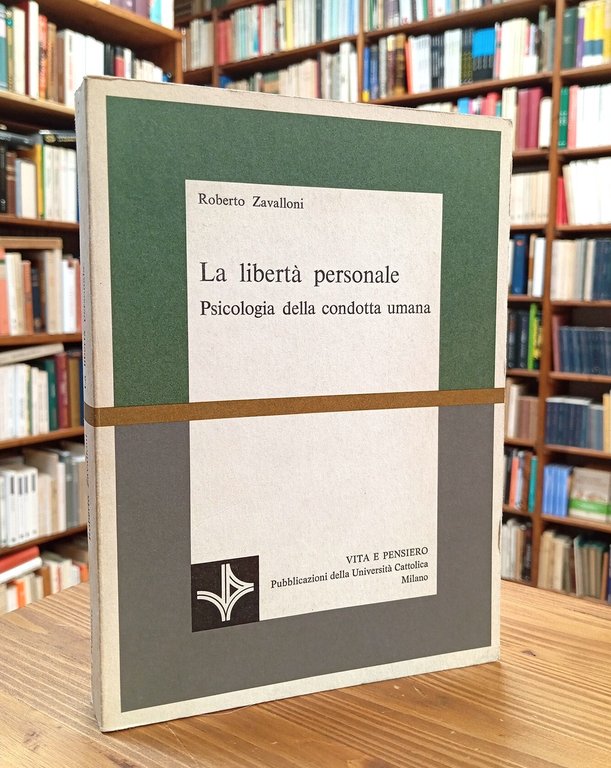 Roberto Zavalloni
La libertà personale
Psicologia della condotta umana
VITA E PENSIERO
Pubblicazioni della Università Cattolica
Milano